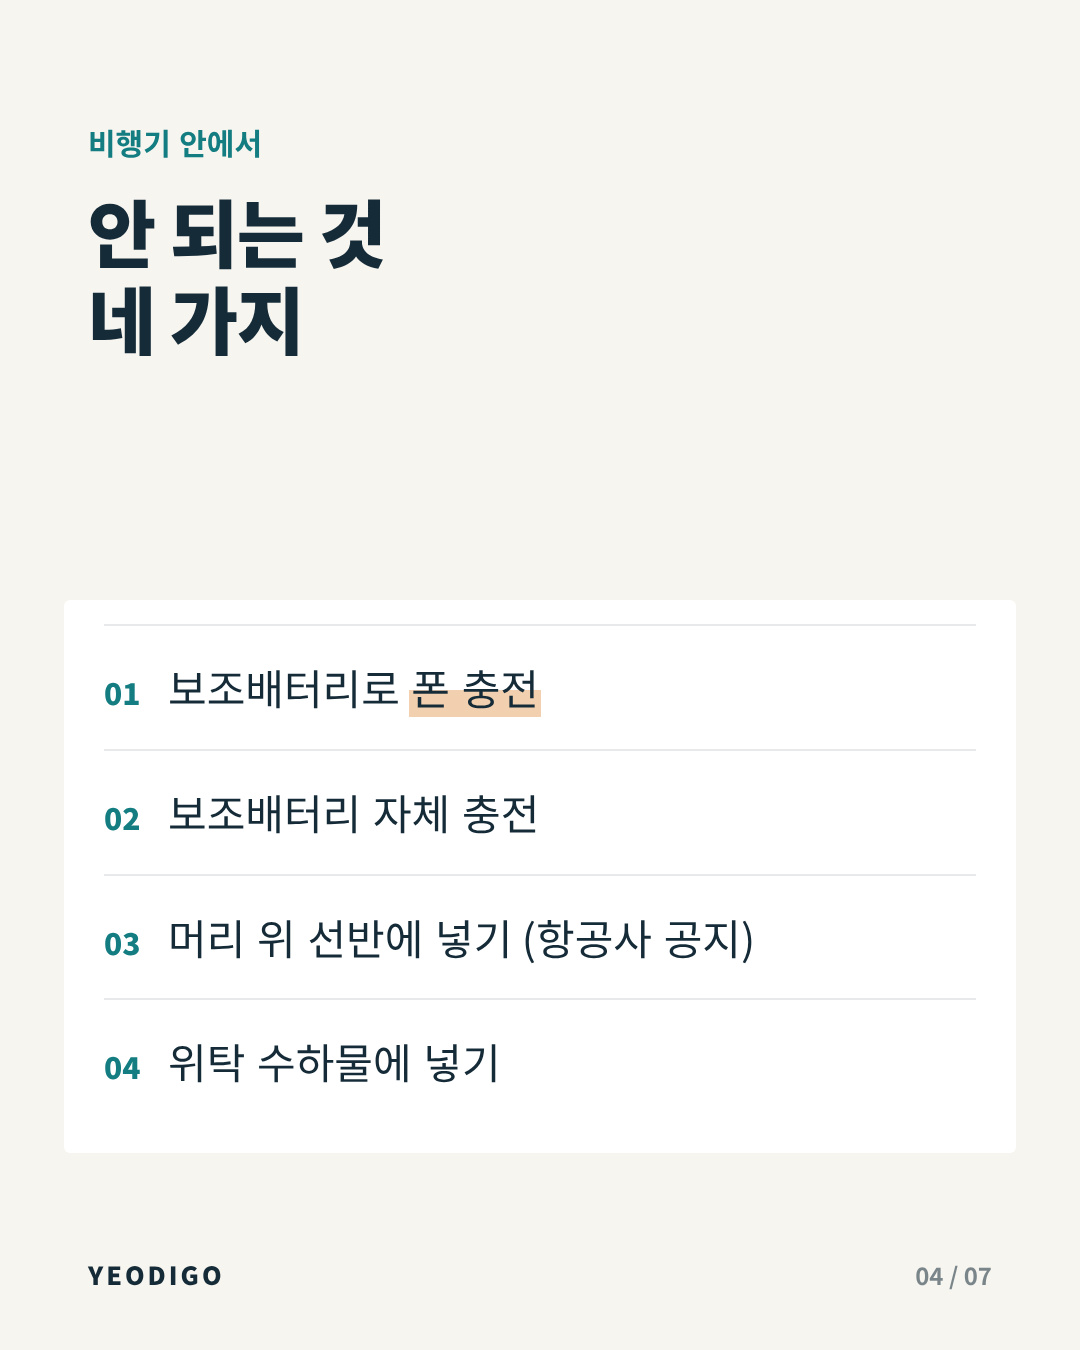 비행기 안에서
안 되는 것
네 가지
01 보조배터리로 폰 충전
02 보조배터리 자체 충전
03 머리 위 선반에 넣기 (항공사 공지)
04 위탁 수하물에 넣기
YEODIGO
04 / 07